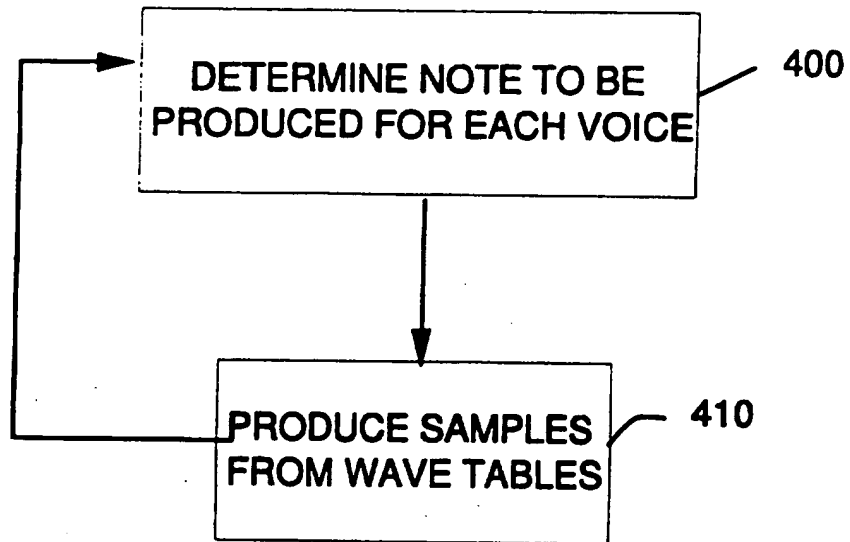 DETERMINE NOTE TO BE
PRODUCED FOR EACH VOICE
400
PRODUCE SAMPLES
FROM WAVE TABLES
410